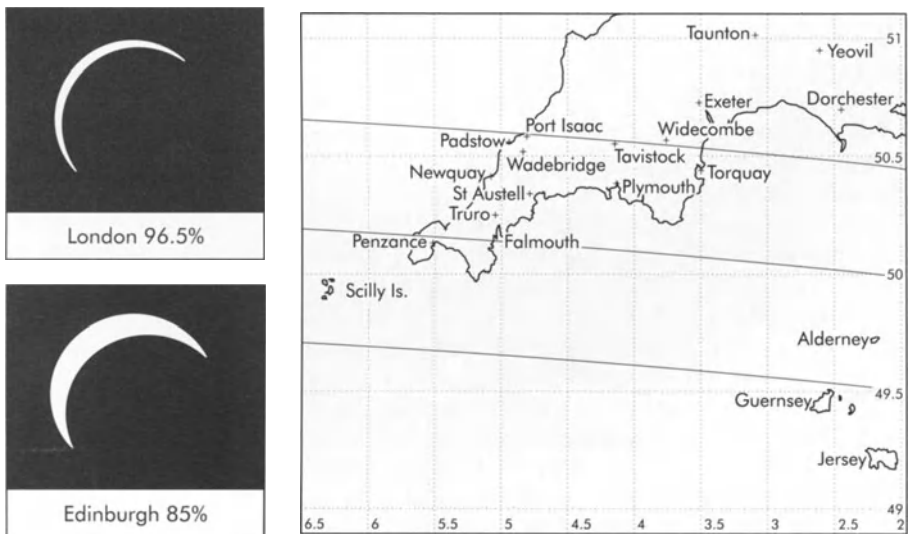 London 96.5%
Edinburgh 85%
Taunton
Yeovil
51
Exeter
Dorchester
Port Isaac
Widecombe
Padstow
Wadebridge
Tavistock
50.5
Newquay
Torquay
St Austell
Plymouth
Truro
Penzance
Falmouth
50
Scilly Is.
Alderney
49.5
Guernsey
Jersey
49
6.5 6 5.5 5 4.5 4 3.5 3 2.5 2